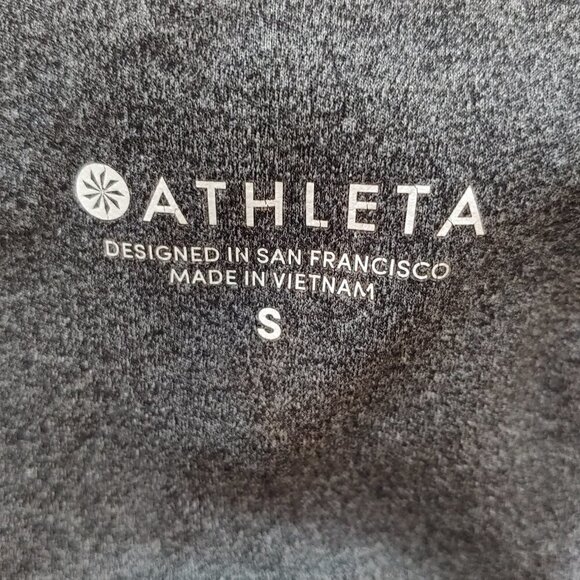 ATHLETA
DESIGNED IN SAN FRANCISCO
MADE IN VIETNAM
S